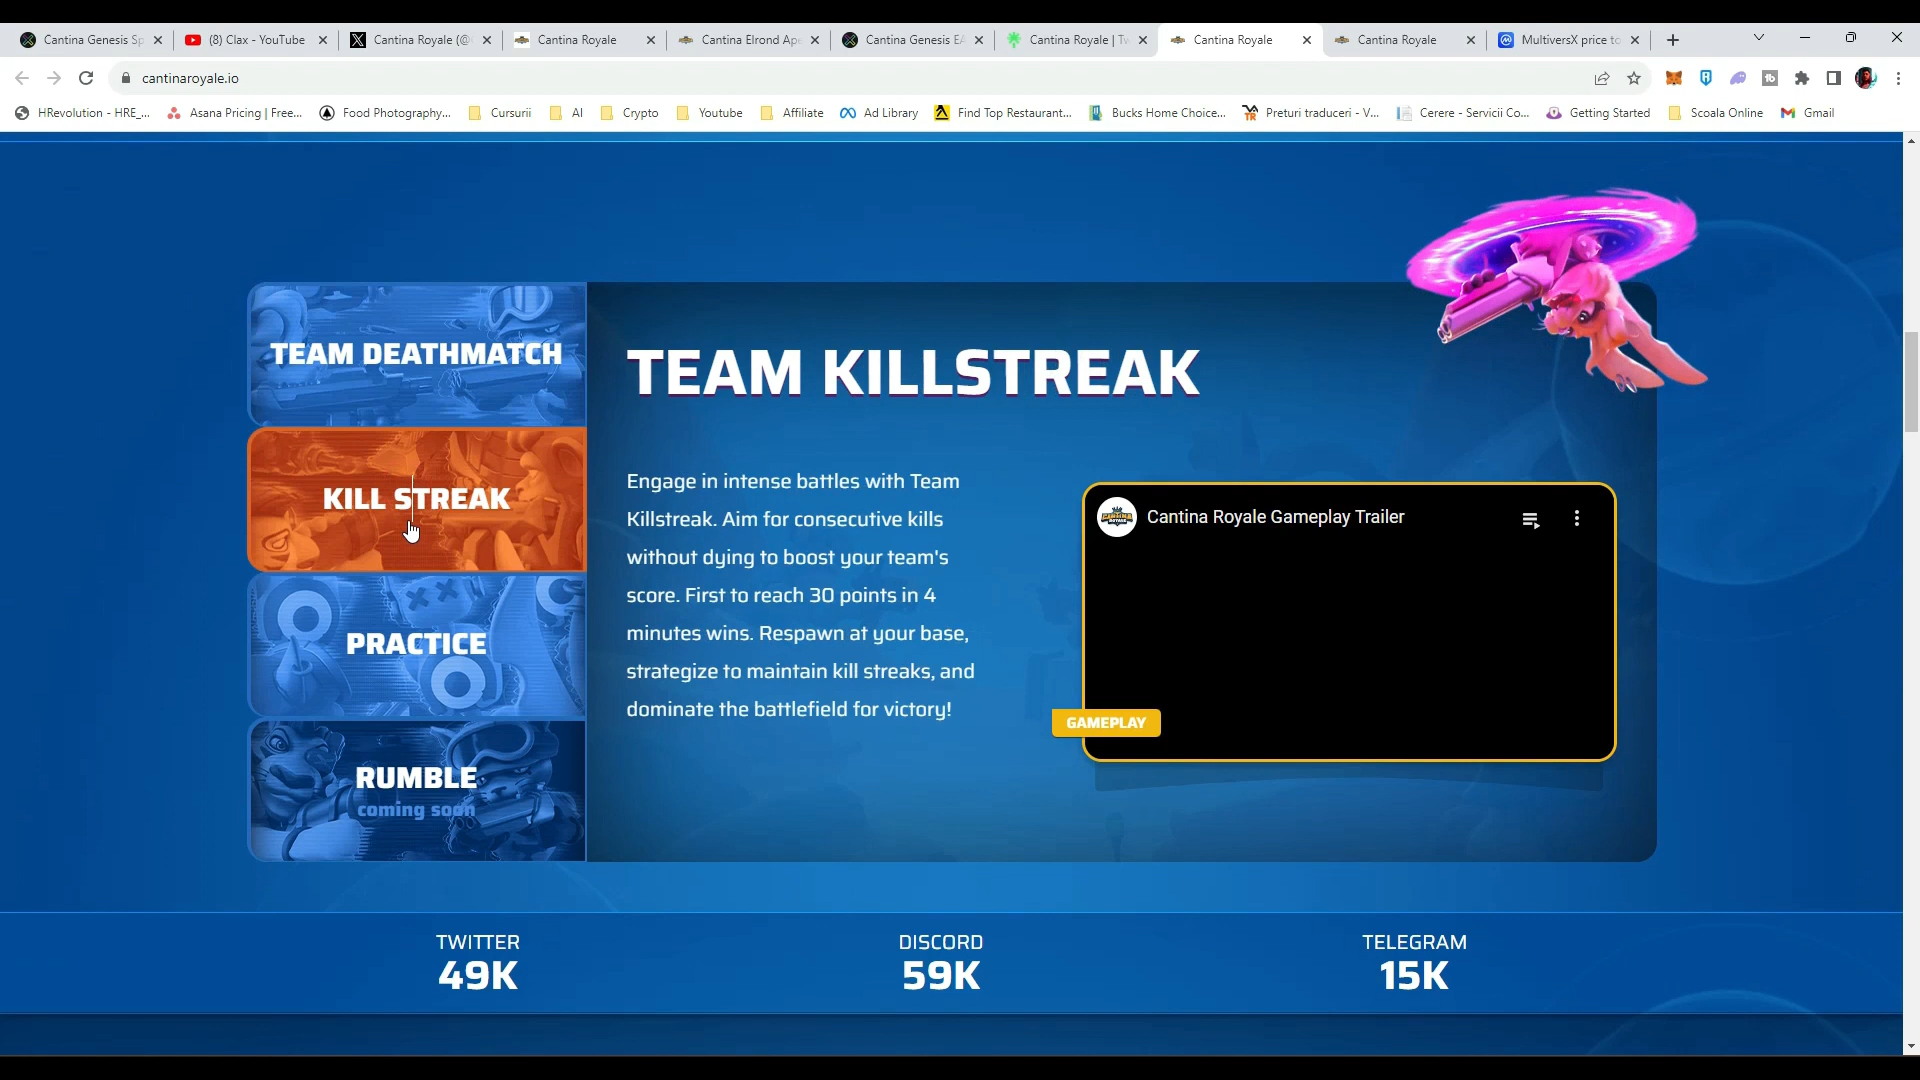 Cantina Genesis Sp
(8) Clax - YouTube
Cantina Royale (@
Cantina Royale
Cantina Elrond Ape
Cantina Genesis EA
Cantina Royale | Tw
Cantina Royale
Cantina Royale
MultiversX price to
cantinaroyale.io
HRevolution - HRE_...
Asana Pricing | Free...
Food Photography...
Cursurii
AI
Crypto
Youtube
Affiliate
Ad Library
Find Top Restaurant...
Bucks Home Choice...
Preturi traduceri - V...
Cerere - Servicii Co...
Getting Started
Scoala Online
Gmail
TEAM DEATHMATCH
KILL STREAK
PRACTICE
RUMBLE
coming soon
TEAM KILLSTREAK
Engage in intense battles with Team
Killstreak. Aim for consecutive kills
without dying to boost your team's
score. First to reach 30 points in 4
minutes wins. Respawn at your base,
strategize to maintain kill streaks, and
dominate the battlefield for victory!
Cantina Royale Gameplay Trailer
GAMEPLAY
TWITTER
49K
DISCORD
59K
TELEGRAM
15K